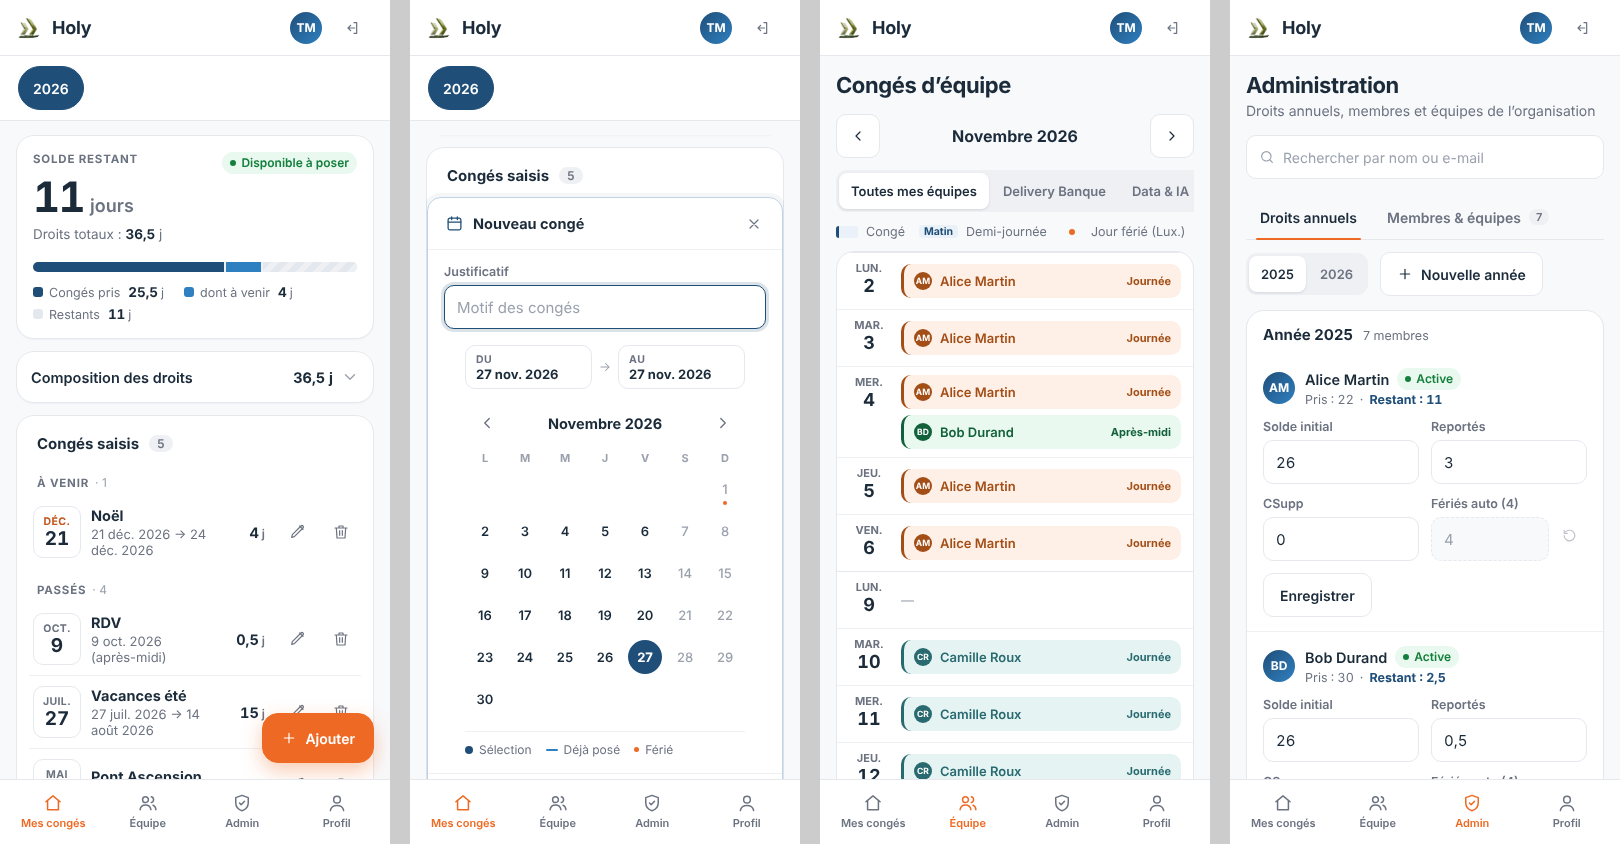 Holy
TM
2026
SOLDE RESTANT
Disponible à poser
11 jours
Droits totaux : 36,5 j
Congés pris 25,5 j dont à venir 4 j
Restants 11 j
Composition des droits 36,5 j
Congés saisis 5
À VENIR · 1
DÉC.
21
Noël
21 déc. 2026 → 24
déc. 2026
4 j
PASSÉS · 4
OCT.
9
RDV
9 oct. 2026
(après-midi)
0,5 j
JUIL.
27
Vacances été
27 juil. 2026 → 14
août 2026
15 j
+ Ajouter
MAI
Pont Ascension
Mes congés Équipe Admin Profil
Holy
TM
2026
Congés saisis 5
Nouveau congé
Justificatif
Motif des congés
DU
27 nov. 2026
→
AU
27 nov. 2026
Novembre 2026
L M M J V S D
1
2 3 4 5 6 7 8
9 10 11 12 13 14 15
16 17 18 19 20 21 22
23 24 25 26 27 28 29
30
Sélection Déjà posé Férié
Mes congés Équipe Admin Profil
Holy
TM
Congés d’équipe
Novembre 2026
Toutes mes équipes Delivery Banque Data & IA
Congé Matin Demi-journée Jour férié (Lux.)
LUN.
2
AM Alice Martin Journée
MAR.
3
AM Alice Martin Journée
MER.
4
AM Alice Martin Journée
BD Bob Durand Après-midi
JEU.
5
AM Alice Martin Journée
VEN.
6
AM Alice Martin Journée
LUN.
9
—
MAR.
10
CR Camille Roux Journée
MER.
11
CR Camille Roux Journée
JEU.
12
CR Camille Roux Journée
Mes congés Équipe Admin Profil
Holy
TM
Administration
Droits annuels, membres et équipes de l’organisation
Rechercher par nom ou e-mail
Droits annuels Membres & équipes 7
2025 2026 + Nouvelle année
Année 2025 7 membres
AM
Alice Martin Active
Pris : 22 · Restant : 11
Solde initial Reportés
26 3
CSupp Fériés auto (4)
0 4
Enregistrer
BD
Bob Durand Active
Pris : 30 · Restant : 2,5
Solde initial Reportés
26 0,5
Mes congés Équipe Admin Profil